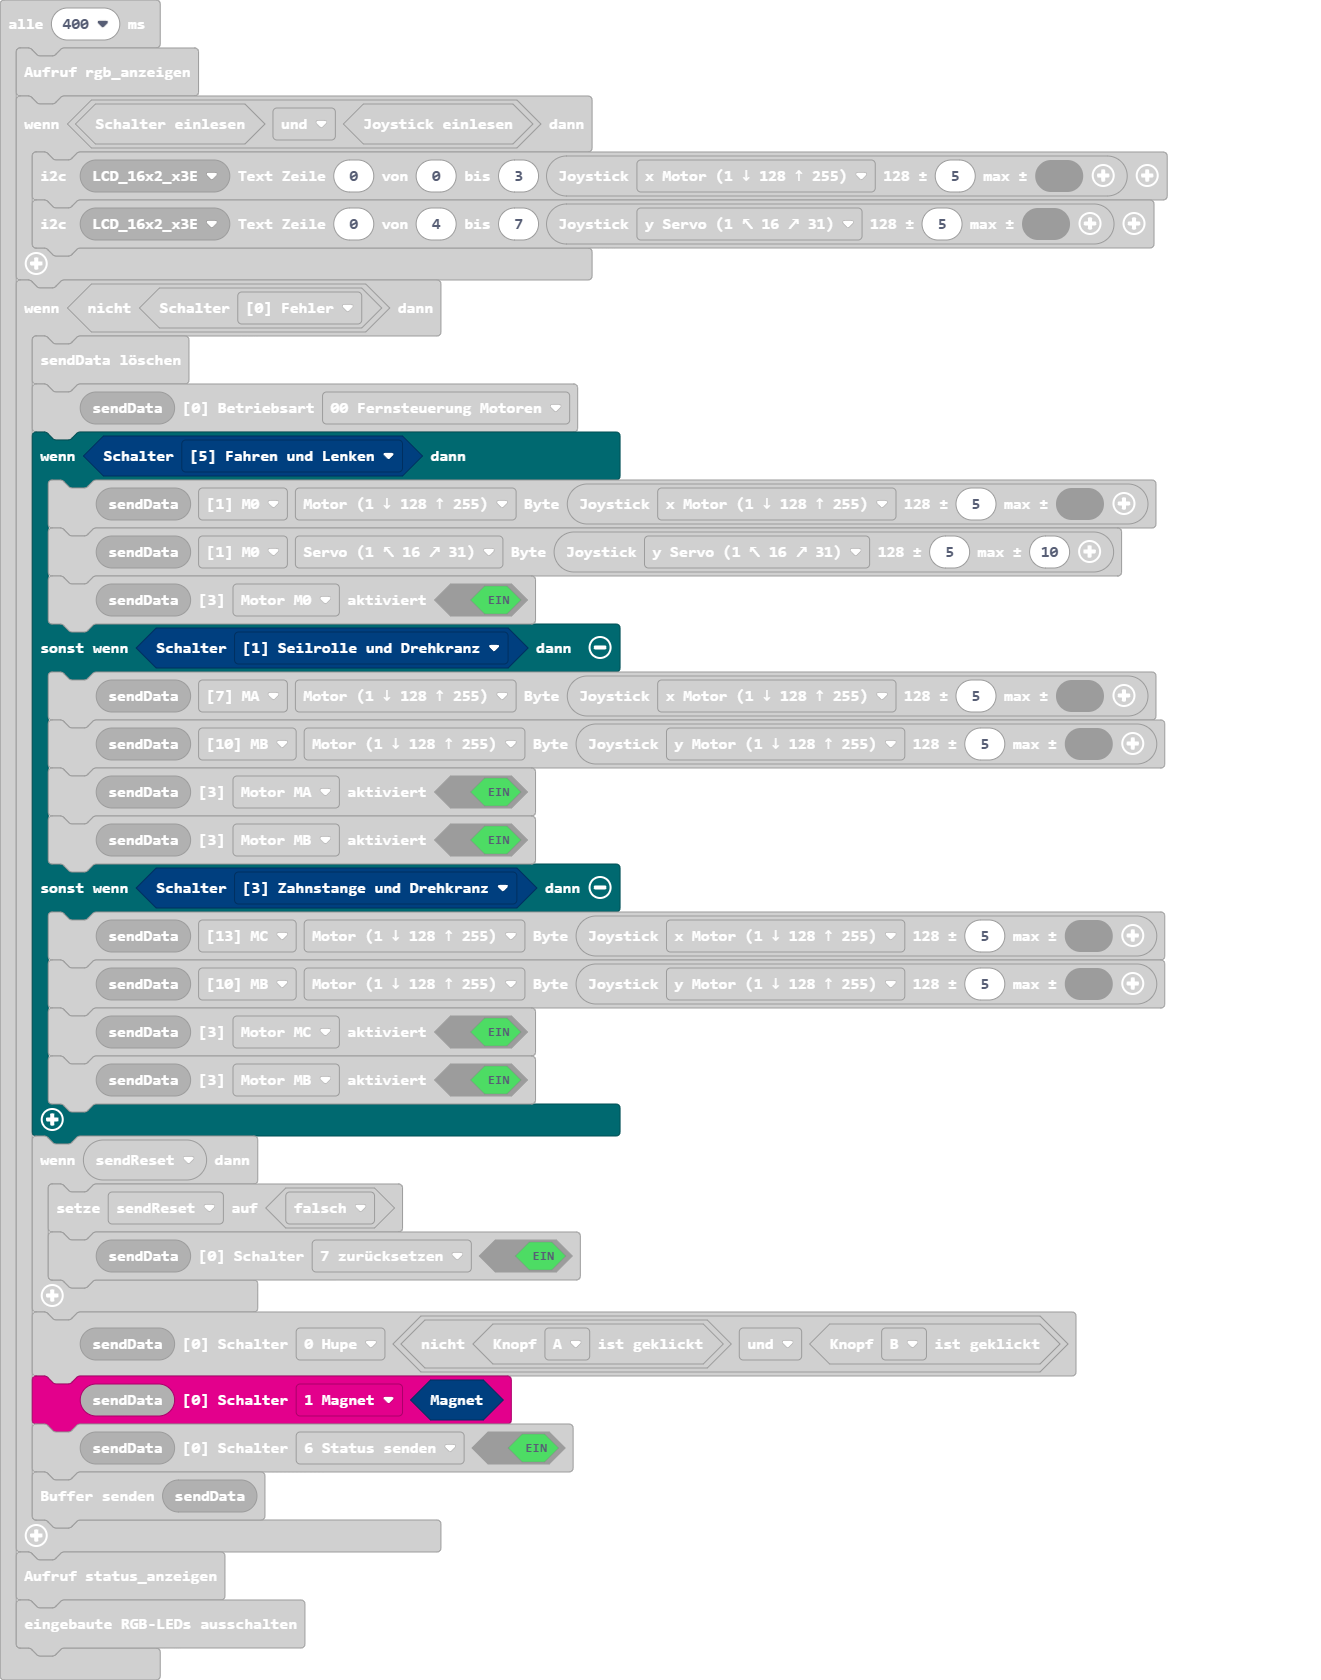 alle 400 ms
Aufruf rgb_anzeigen
wenn Schalter einlesen und Joystick einlesen dann
i2c LCD_16x2_x3E Text Zeile 0 von 0 bis 3 Joystick x Motor (1 ↓ 128 ↑ 255) 128 ± 5 max ±
i2c LCD_16x2_x3E Text Zeile 0 von 4 bis 7 Joystick y Servo (1 ↖ 16 ↗ 31) 128 ± 5 max ±
wenn nicht Schalter [0] Fehler dann
sendData löschen
sendData [0] Betriebsart 00 Fernsteuerung Motoren
wenn Schalter [5] Fahren und Lenken dann
sendData [1] M0 Motor (1 ↓ 128 ↑ 255) Byte Joystick x Motor (1 ↓ 128 ↑ 255) 128 ± 5 max ±
sendData [1] M0 Servo (1 ↖ 16 ↗ 31) Byte Joystick y Servo (1 ↖ 16 ↗ 31) 128 ± 5 max ± 10
sendData [3] Motor M0 aktiviert EIN
sonst wenn Schalter [1] Seilrolle und Drehkranz dann
sendData [7] MA Motor (1 ↓ 128 ↑ 255) Byte Joystick x Motor (1 ↓ 128 ↑ 255) 128 ± 5 max ±
sendData [10] MB Motor (1 ↓ 128 ↑ 255) Byte Joystick y Motor (1 ↓ 128 ↑ 255) 128 ± 5 max ±
sendData [3] Motor MA aktiviert EIN
sendData [3] Motor MB aktiviert EIN
sonst wenn Schalter [3] Zahnstange und Drehkranz dann
sendData [13] MC Motor (1 ↓ 128 ↑ 255) Byte Joystick x Motor (1 ↓ 128 ↑ 255) 128 ± 5 max ±
sendData [10] MB Motor (1 ↓ 128 ↑ 255) Byte Joystick y Motor (1 ↓ 128 ↑ 255) 128 ± 5 max ±
sendData [3] Motor MC aktiviert EIN
sendData [3] Motor MB aktiviert EIN
wenn sendReset dann
setze sendReset auf falsch
sendData [0] Schalter 7 zurücksetzen EIN
sendData [0] Schalter 0 Hupe nicht Knopf A ist geklickt und Knopf B ist geklickt
sendData [0] Schalter 1 Magnet Magnet
sendData [0] Schalter 6 Status senden EIN
Buffer senden sendData
Aufruf status_anzeigen
eingebaute RGB-LEDs ausschalten